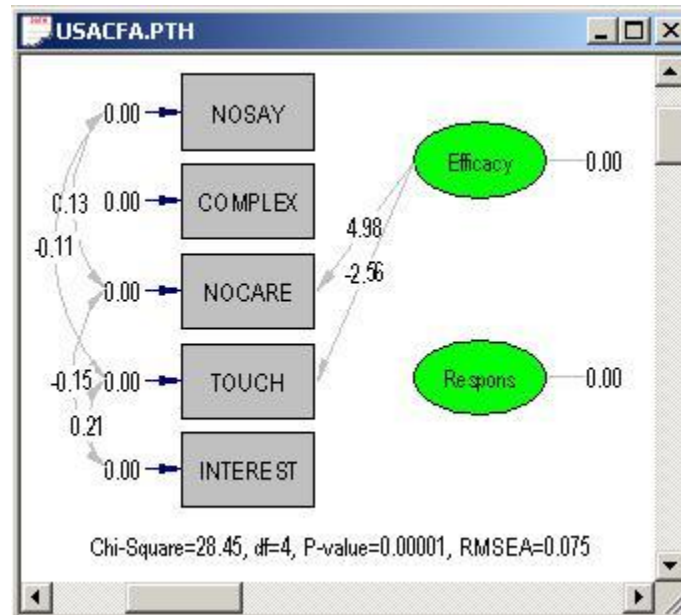 USACFA.PTH
0.00 NOSAY
Efficacy 0.00
0.13 0.00 COMPLEX
4.98
-0.11
-2.56
0.00 NOCARE
-0.15 0.00 TOUCH
Respons 0.00
0.21
0.00 INTEREST
Chi-Square=28.45, df=4, P-value=0.00001, RMSEA=0.075